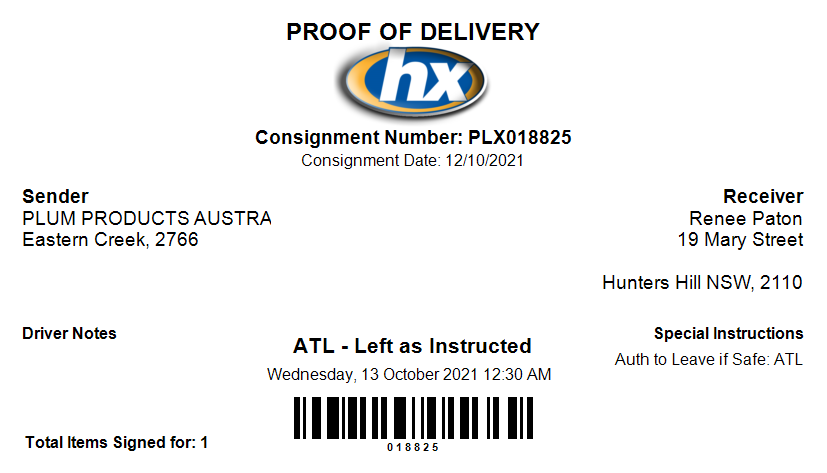 PROOF OF DELIVERY
hx
Consignment Number: PLX018825
Consignment Date: 12/10/2021
Sender
PLUM PRODUCTS AUSTRA
Eastern Creek, 2766
Receiver
Renee Paton
19 Mary Street
Hunters Hill NSW, 2110
Driver Notes
ATL - Left as Instructed
Wednesday, 13 October 2021 12:30 AM
Special Instructions
Auth to Leave if Safe: ATL
018825
Total Items Signed for: 1